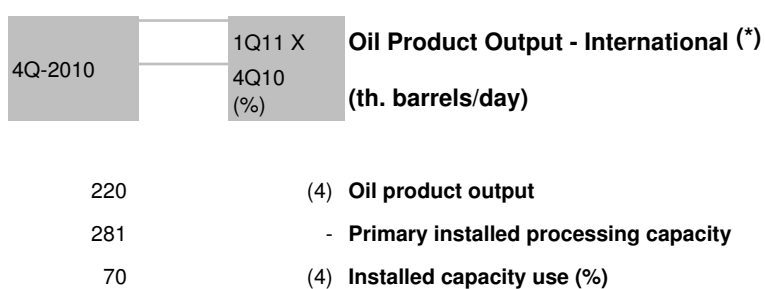 4Q-2010
1Q11 X
4Q10
(%)
Oil Product Output - International (*)
(th. barrels/day)
220 (4) Oil product output
281 - Primary installed processing capacity
70 (4) Installed capacity use (%)